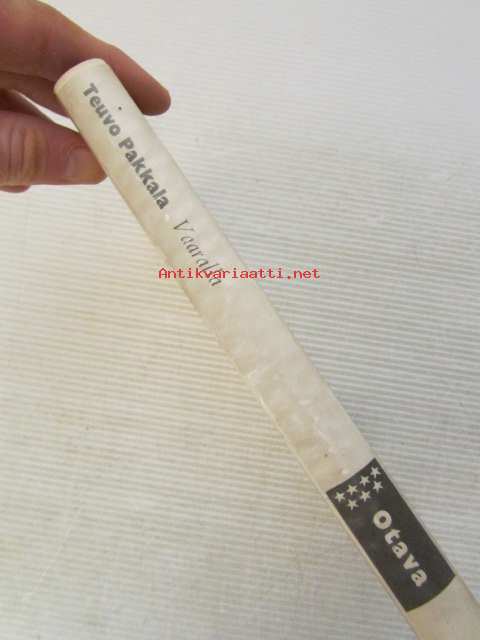 Teuvo Pakkala
Vaaralla
Antikvariaatti.net
Otava